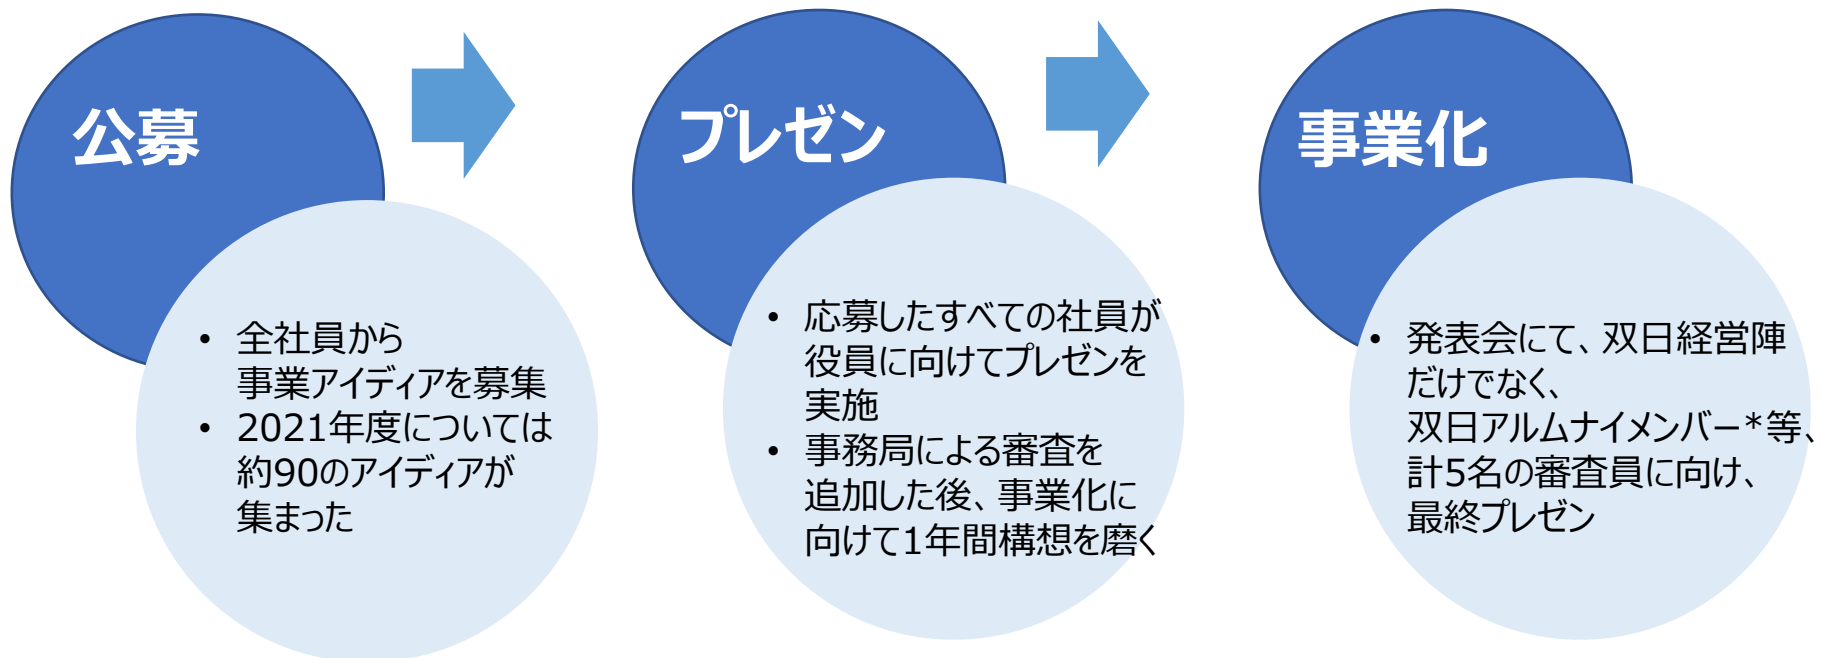 公募
• 全社員から
事業アイディアを募集
• 2021年度については
約90のアイディアが
集まった
プレゼン
• 応募したすべての社員が
役員に向けてプレゼンを
実施
• 事務局による審査を
追加した後、事業化に
向けて1年間構想を磨く
事業化
• 発表会にて、双日経営陣
だけでなく、
双日アルムナイメンバー*等、
計5名の審査員に向け、
最終プレゼン